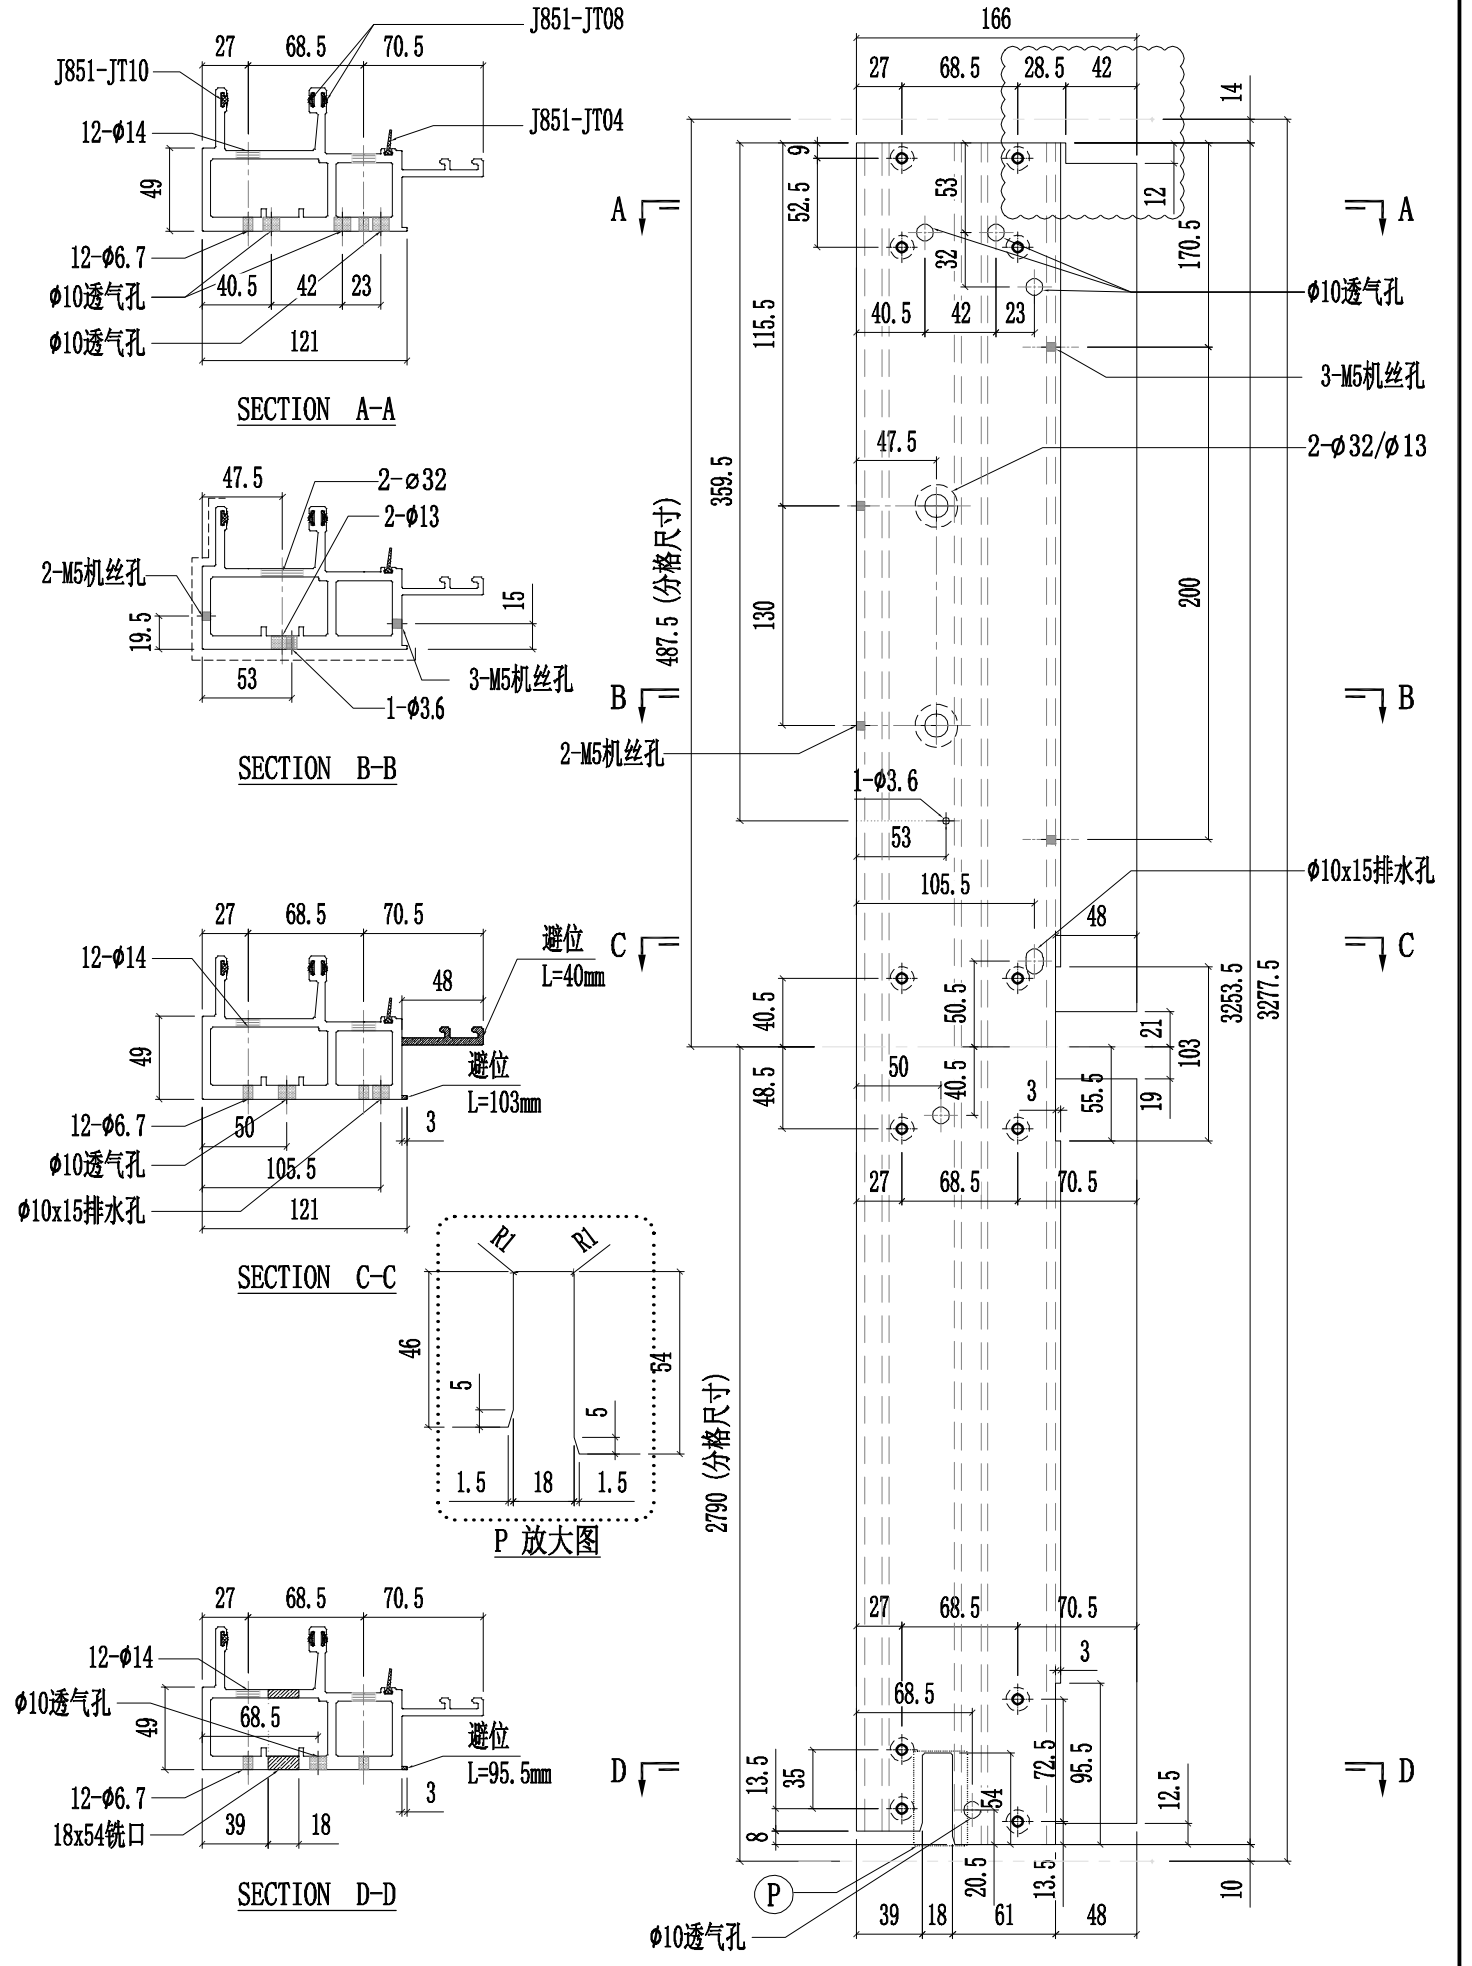 J851-JT08
27 68.5 70.5
J851-JT10
12-φ14
J851-JT04
49
12-φ6.7
φ10透气孔
40.5 42 23
φ10透气孔
121
SECTION A-A
47.5
2-⌀32
2-φ13
2-M5机丝孔
19.5
15
53
3-M5机丝孔
1-φ3.6
SECTION B-B
27 68.5 70.5
12-φ14
避位
L=40mm
48
49
避位
L=103mm
12-φ6.7
50
3
φ10透气孔
105.5
φ10x15排水孔
121
SECTION C-C
R1 R1
46
54
5
5
1.5 18 1.5
P 放大图
27 68.5 70.5
12-φ14
φ10透气孔
68.5
49
避位
L=95.5mm
12-φ6.7
3
18x54铣口
39 18
SECTION D-D
166
27 68.5 28.5 42
14
9
52.5
53
12
A A
170.5
32
φ10透气孔
40.5 42 23
115.5
3-M5机丝孔
47.5
2-φ32/φ13
359.5
487.5 (分格尺寸)
130
200
B B
2-M5机丝孔
1-φ3.6
53
φ10x15排水孔
105.5
48
C C
40.5
50.5
3253.5
3277.5
21
103
50
40.5
48.5
3
55.5
19
27 68.5 70.5
2790 (分格尺寸)
27 68.5 70.5
3
68.5
D D
13.5
35
72.5
95.5
54
12.5
8
20.5
13.5
10
P
39 18 61 48
φ10透气孔